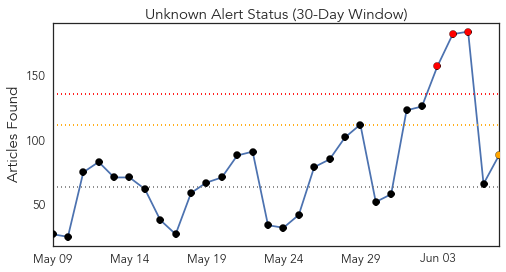 Unknown Alert Status (30-Day Window)
Articles Found
150
100
50
May 09 May 14 May 19 May 24 May 29 Jun 03